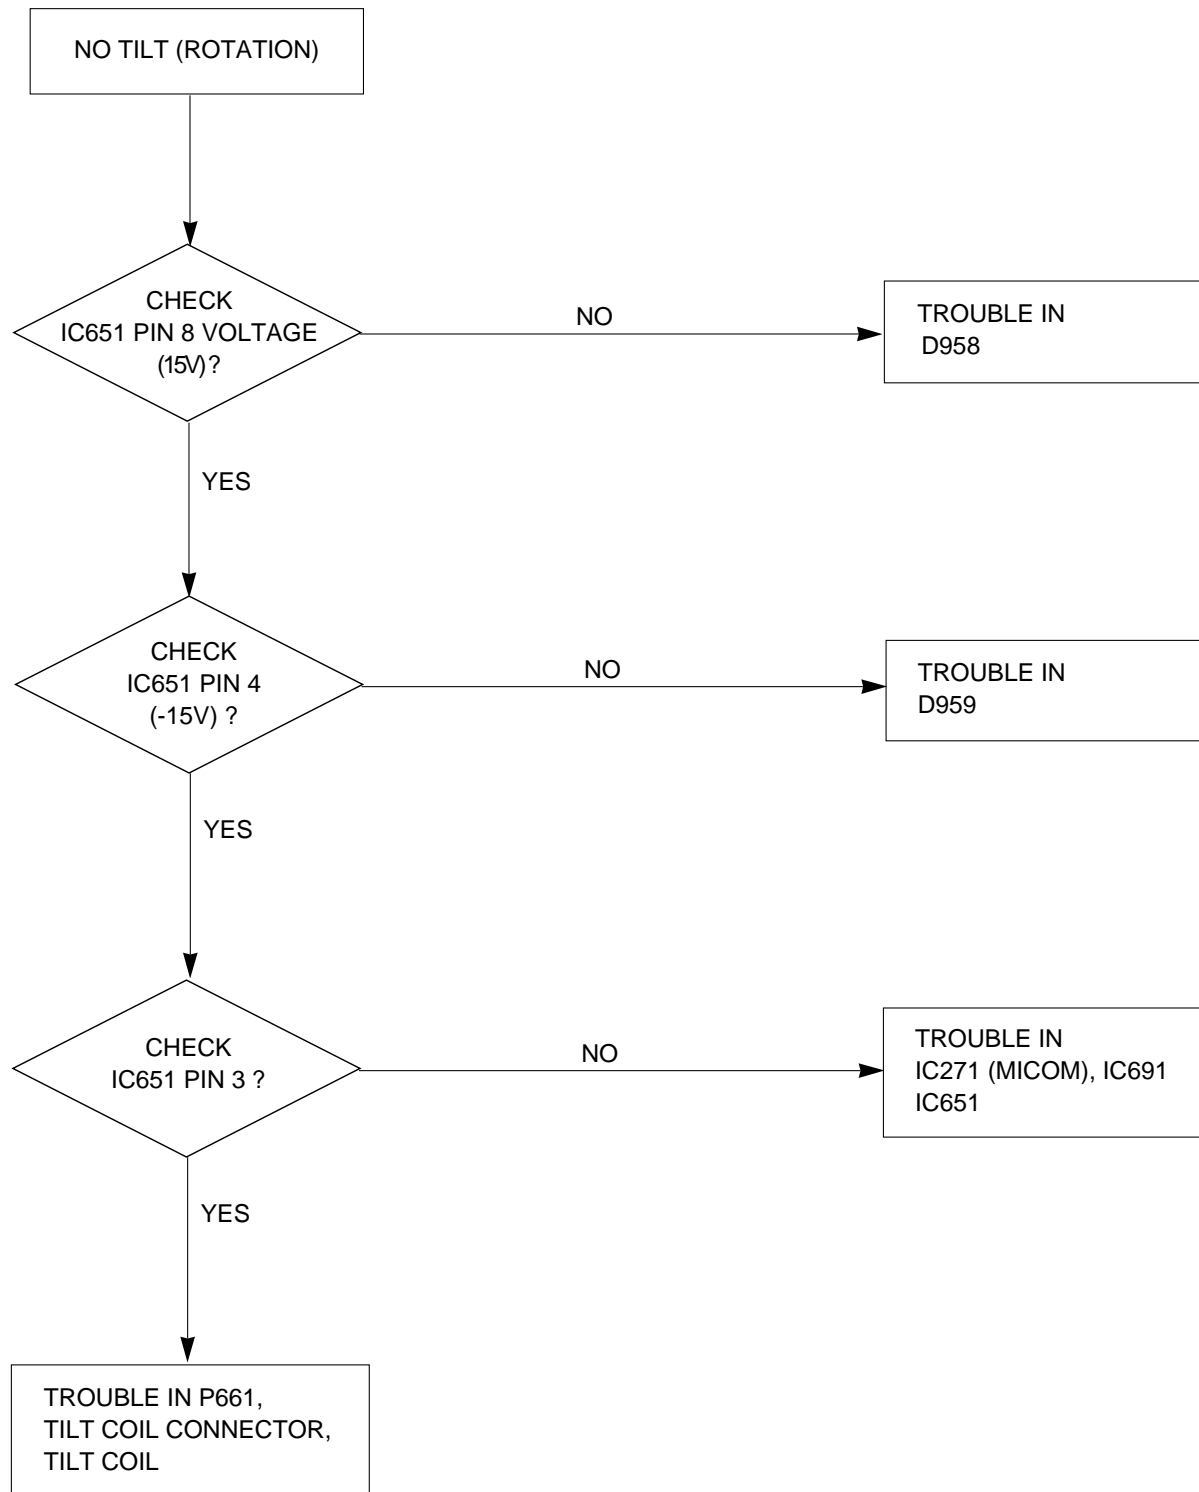 NO TILT (ROTATION)
CHECK
IC651 PIN 8 VOLTAGE
(15V)?
NO
TROUBLE IN
D958
YES
CHECK
IC651 PIN 4
(-15V) ?
NO
TROUBLE IN
D959
YES
CHECK
IC651 PIN 3 ?
NO
TROUBLE IN
IC271 (MICOM), IC691
IC651
YES
TROUBLE IN P661,
TILT COIL CONNECTOR,
TILT COIL